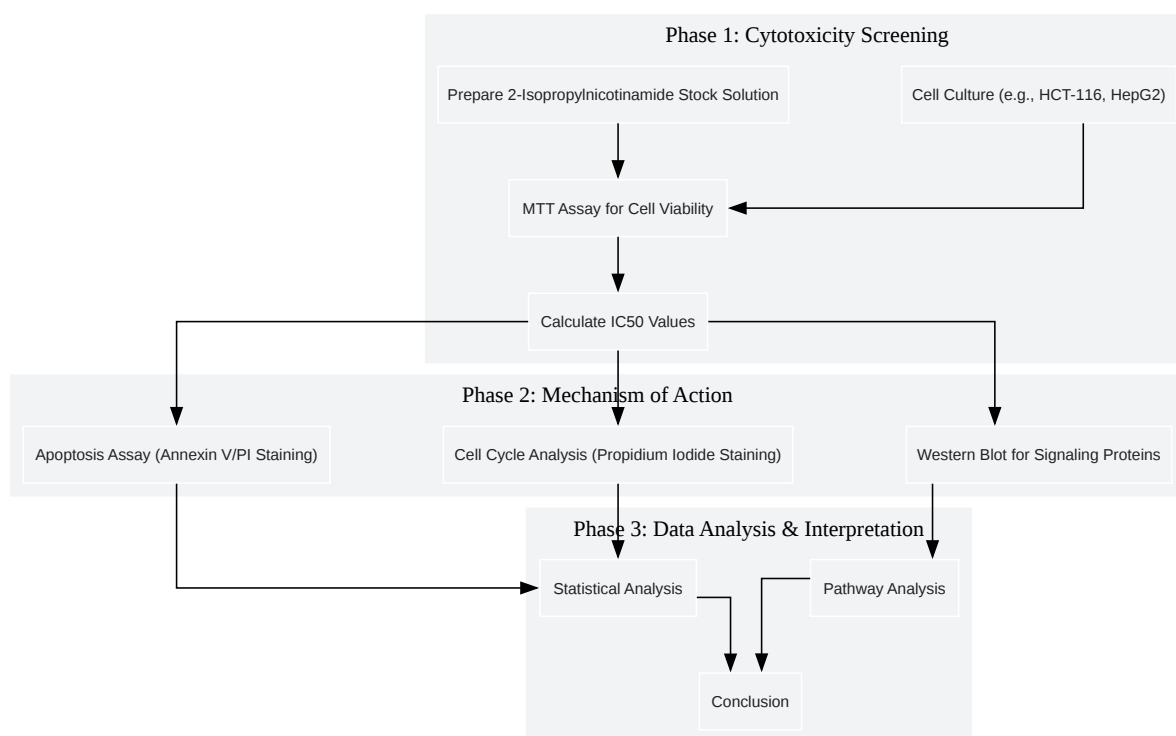 Phase 1: Cytotoxicity Screening
Prepare 2-Isopropylnicotinamide Stock Solution
Cell Culture (e.g., HCT-116, HepG2)
MTT Assay for Cell Viability
Calculate IC50 Values
Phase 2: Mechanism of Action
Apoptosis Assay (Annexin V/PI Staining)
Cell Cycle Analysis (Propidium Iodide Staining)
Western Blot for Signaling Proteins
Phase 3: Data Analysis & Interpretation
Statistical Analysis
Pathway Analysis
Conclusion